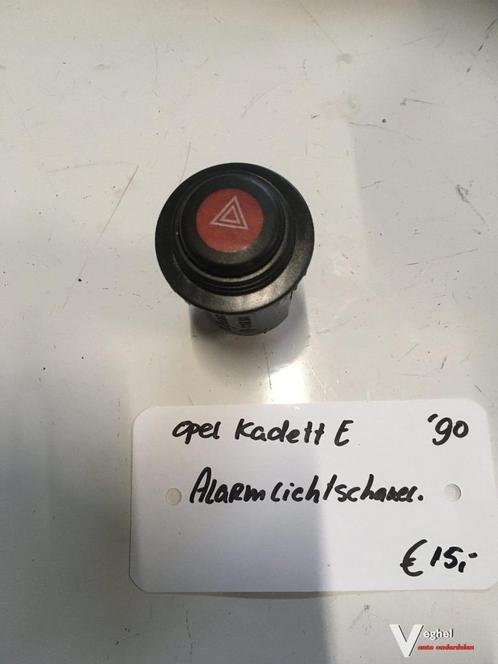 Opel Kadett E '90
Alarmlichtschakel.
€ 15,-
Veghel
auto onderdelen